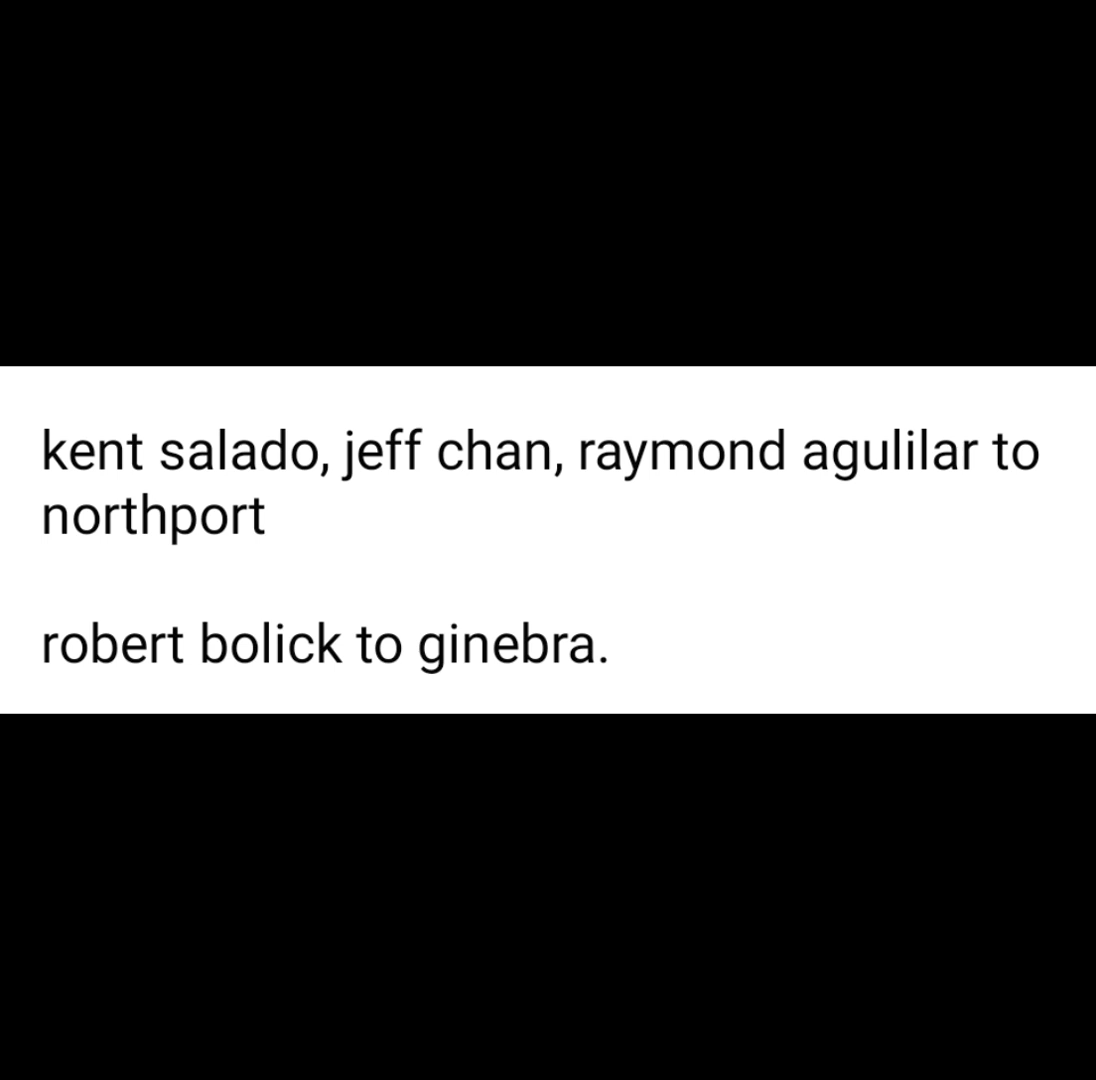 kent salado, jeff chan, raymond agulilar to
northport
robert bolick to ginebra.